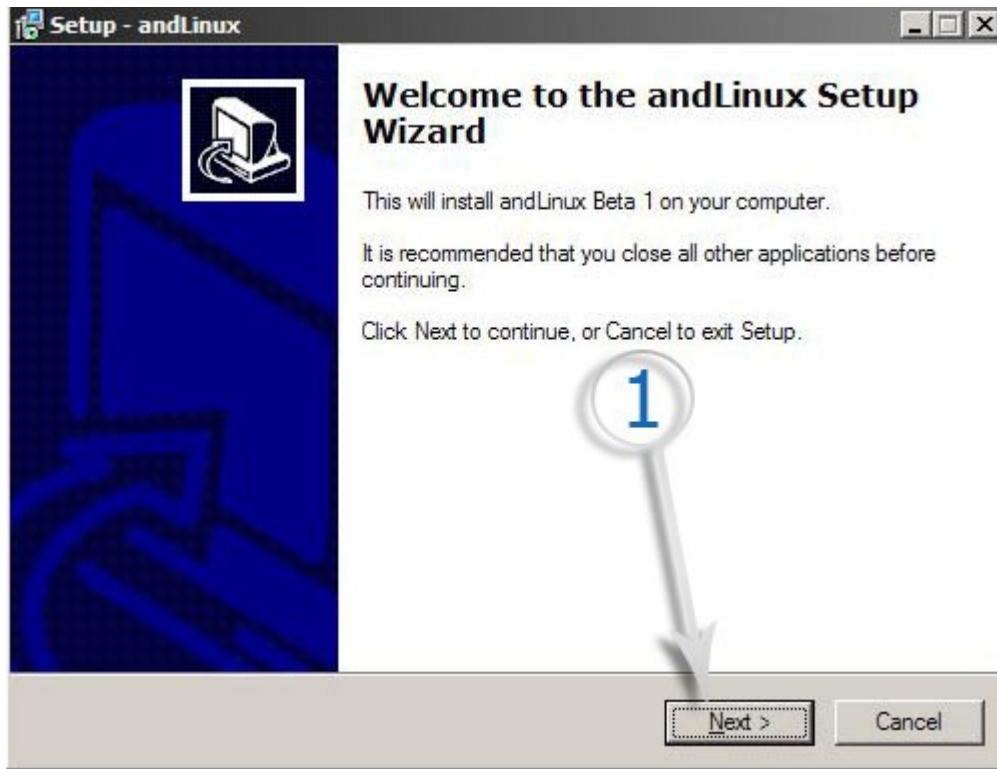 Setup - andLinux
Welcome to the andLinux Setup
Wizard
This will install andLinux Beta 1 on your computer.
It is recommended that you close all other applications before
continuing.
Click Next to continue, or Cancel to exit Setup.
1
Next >
Cancel